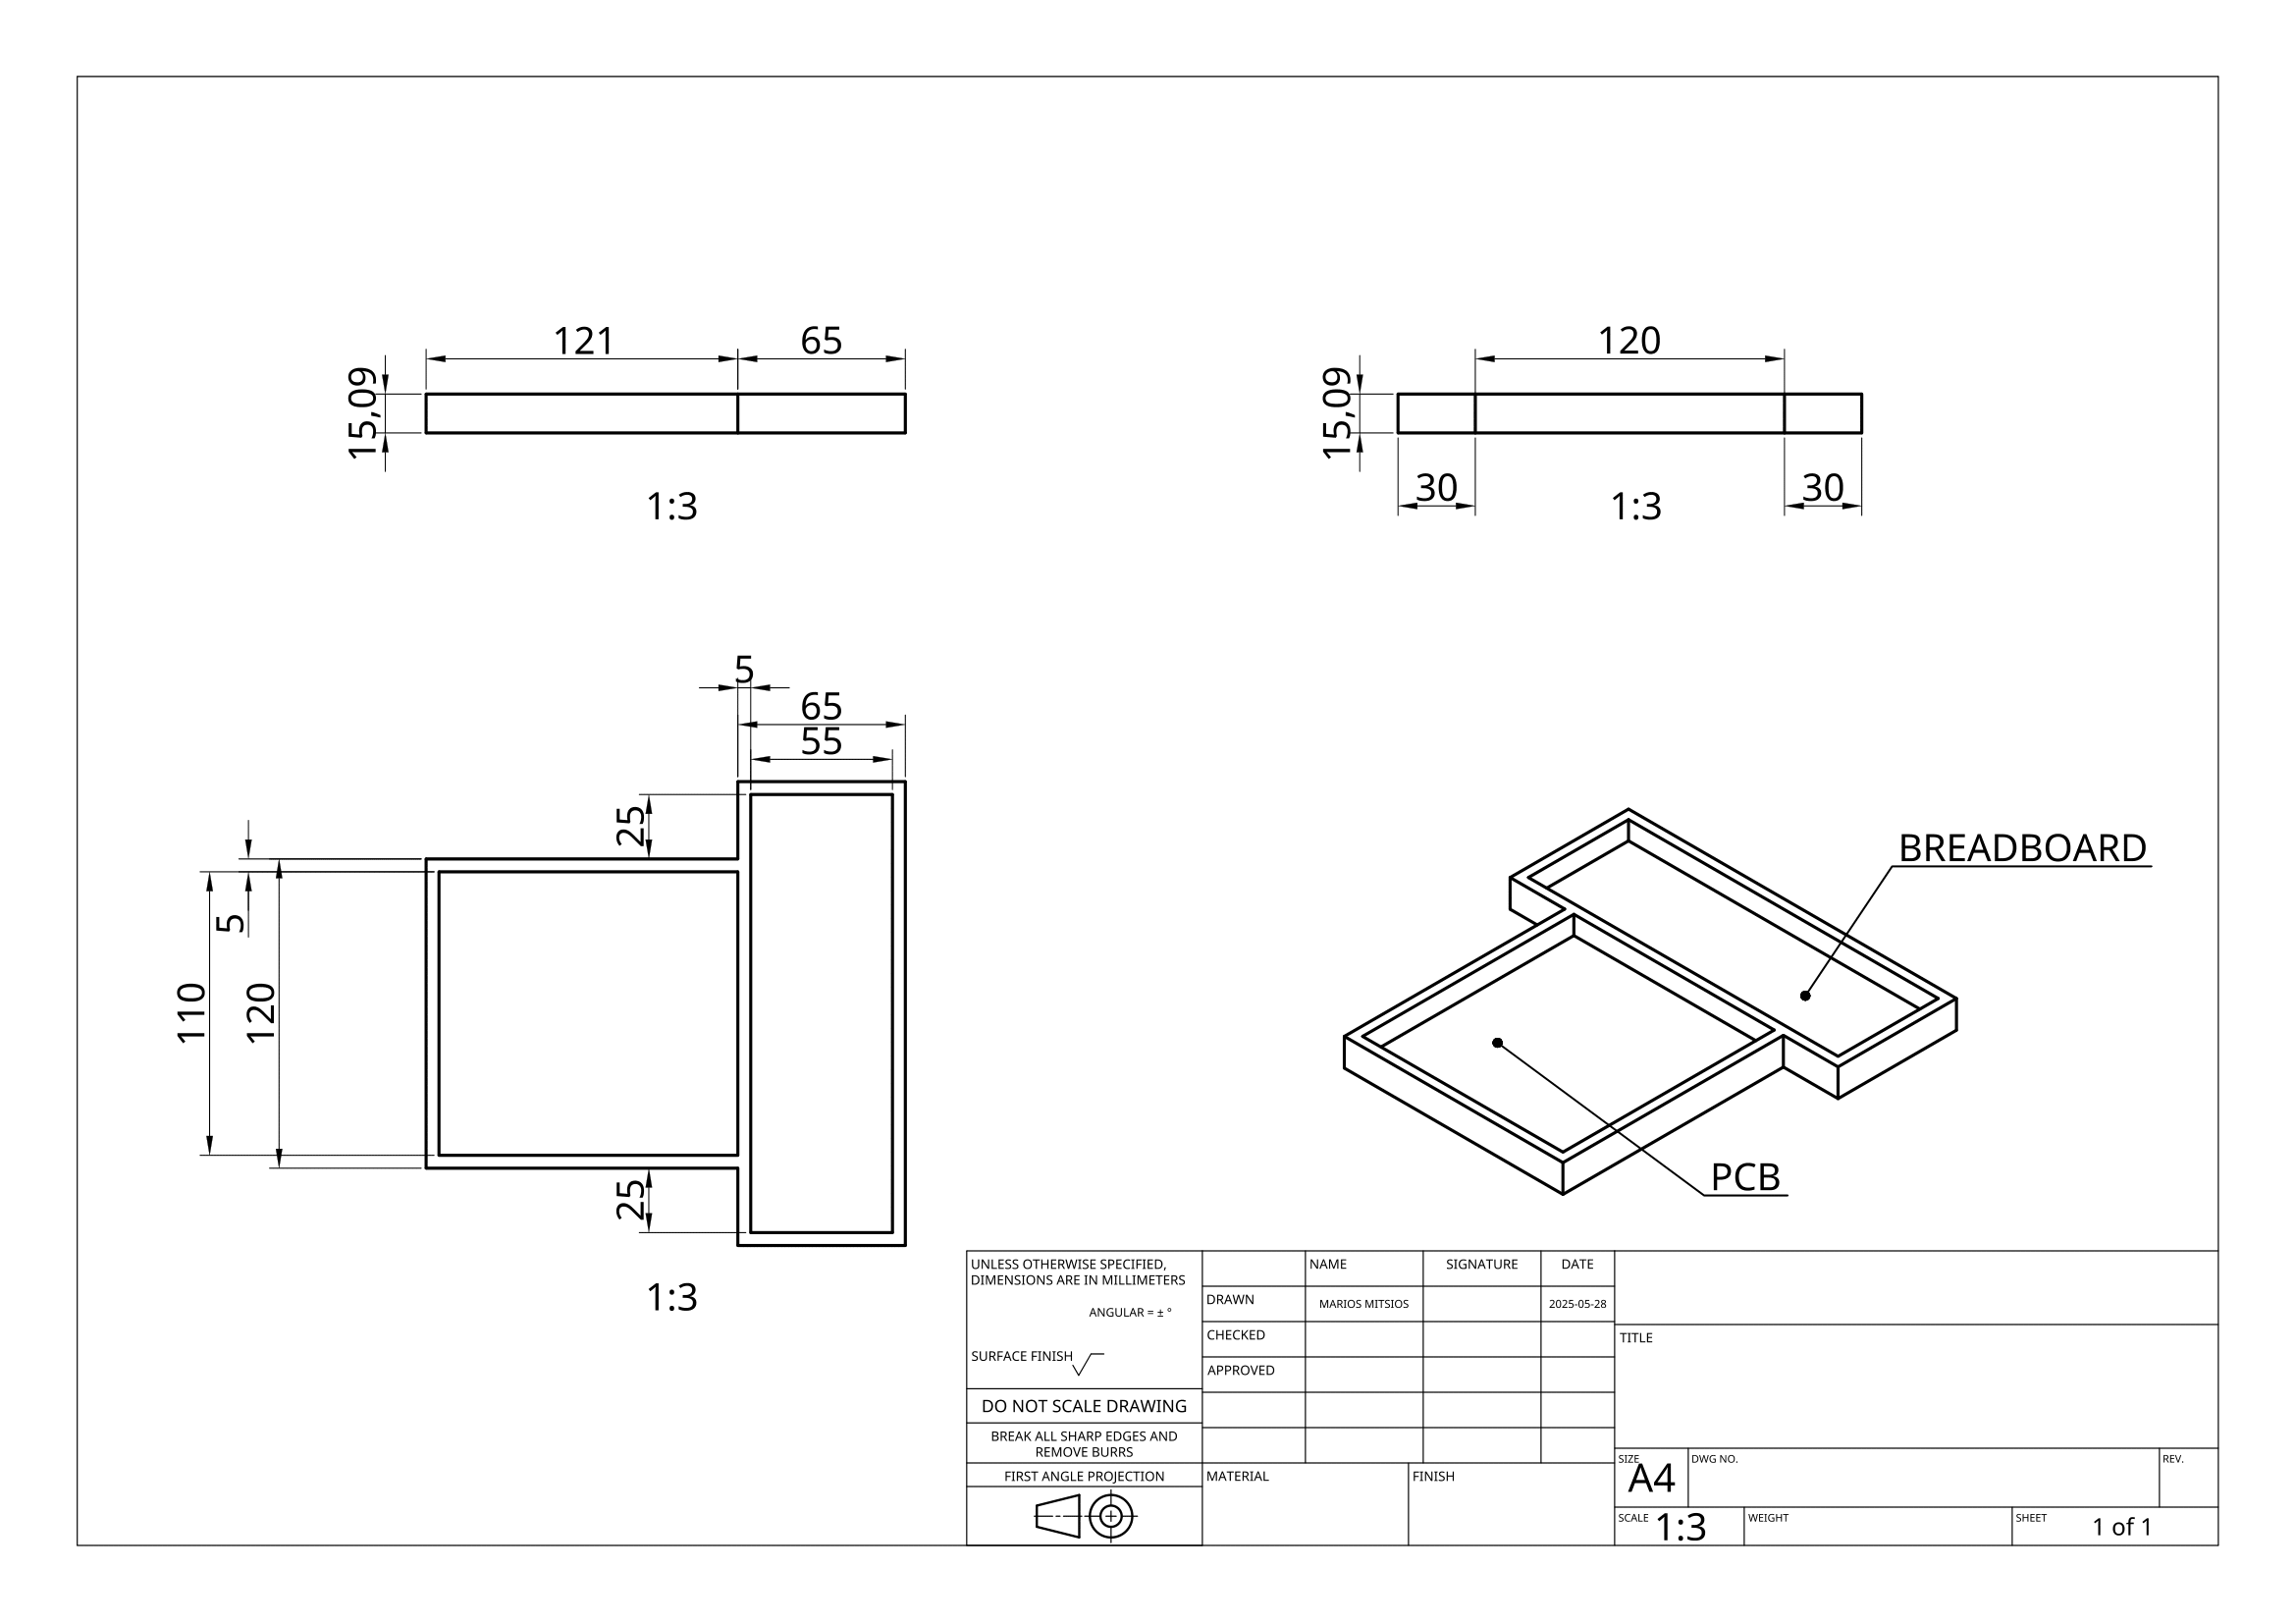 121
65
15,09
1:3
120
15,09
30
1:3
30
5
65
55
25
5
110
120
25
1:3
BREADBOARD
PCB
UNLESS OTHERWISE SPECIFIED,
DIMENSIONS ARE IN MILLIMETERS
ANGULAR = ± °
SURFACE FINISH
DO NOT SCALE DRAWING
BREAK ALL SHARP EDGES AND
REMOVE BURRS
FIRST ANGLE PROJECTION
NAME
SIGNATURE
DATE
DRAWN
MARIOS MITSIOS
2025-05-28
CHECKED
APPROVED
MATERIAL
FINISH
TITLE
SIZE
A4
DWG NO.
REV.
SCALE
1:3
WEIGHT
SHEET
1 of 1